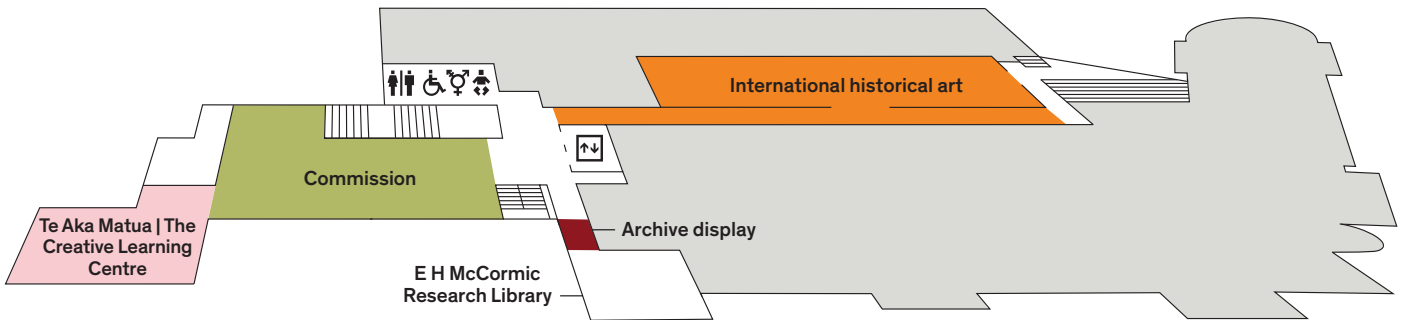 International historical art
Commission
Te Aka Matua | The
Creative Learning
Centre
Archive display
E H McCormic
Research Library